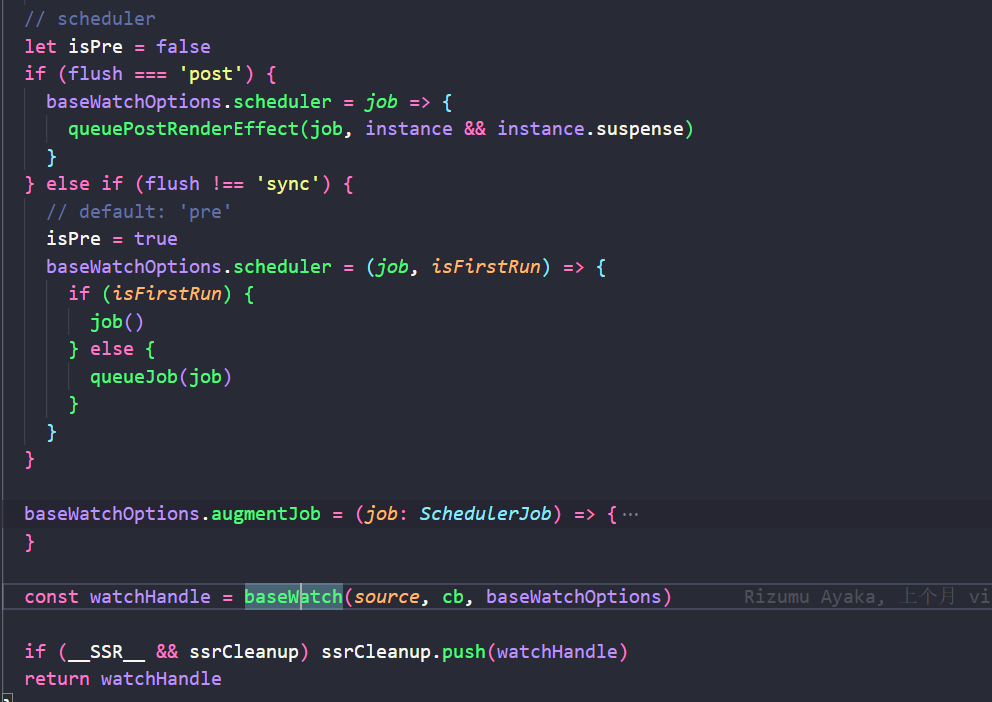 // scheduler
let isPre = false
if (flush === 'post') {
baseWatchOptions.scheduler = job => {
queuePostRenderEffect(job, instance && instance.suspense)
}
} else if (flush !== 'sync') {
// default: 'pre'
isPre = true
baseWatchOptions.scheduler = (job, isFirstRun) => {
if (isFirstRun) {
job()
} else {
queueJob(job)
}
}
}
baseWatchOptions.augmentJob = (job: SchedulerJob) => {···
}
const watchHandle = baseWatch(source, cb, baseWatchOptions) Rizumu Ayaka, 上个月 vi
if (__SSR__ && ssrCleanup) ssrCleanup.push(watchHandle)
return watchHandle